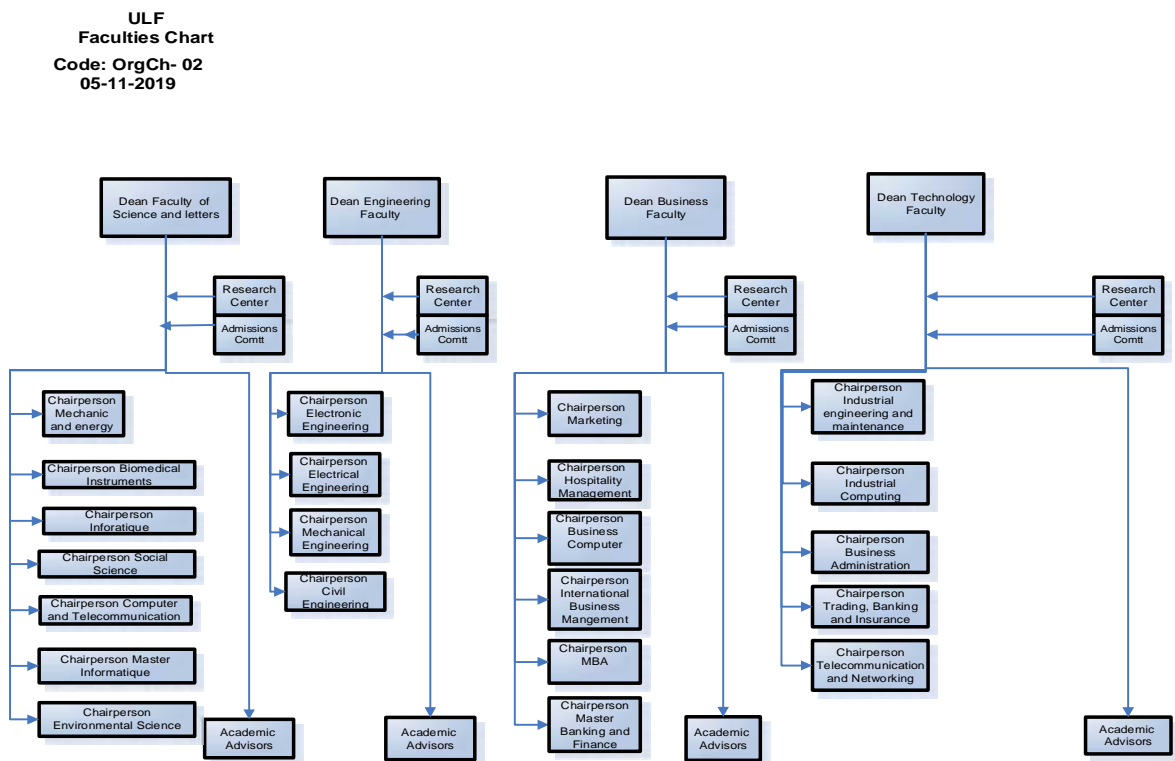 ULF
Faculties Chart
Code: OrgCh- 02
05-11-2019
Dean Faculty of
Science and letters
Research
Center
Admissions
Comtt
Chairperson
Mechanic
and energy
Chairperson Biomedical
Instruments
Chairperson
Inforatique
Chairperson Social
Science
Chairperson Computer
and Telecommunication
Chairperson Master
Informatique
Chairperson
Environmental Science
Academic
Advisors
Dean Engineering
Faculty
Research
Center
Admissions
Comtt
Chairperson
Electronic
Engineering
Chairperson
Electrical
Engineering
Chairperson
Mechanical
Engineering
Chairperson
Civil
Engineering
Academic
Advisors
Dean Business
Faculty
Research
Center
Admissions
Comtt
Chairperson
Marketing
Chairperson
Hospitality
Management
Chairperson
Business
Computer
Chairperson
International
Business
Mangement
Chairperson
MBA
Chairperson
Master
Banking and
Finance
Academic
Advisors
Dean Technology
Faculty
Research
Center
Admissions
Comtt
Chairperson
Industrial
engineering and
maintenance
Chairperson
Industrial
Computing
Chairperson
Business
Administration
Chairperson
Trading, Banking
and Insurance
Chairperson
Telecommunication
and Networking
Academic
Advisors